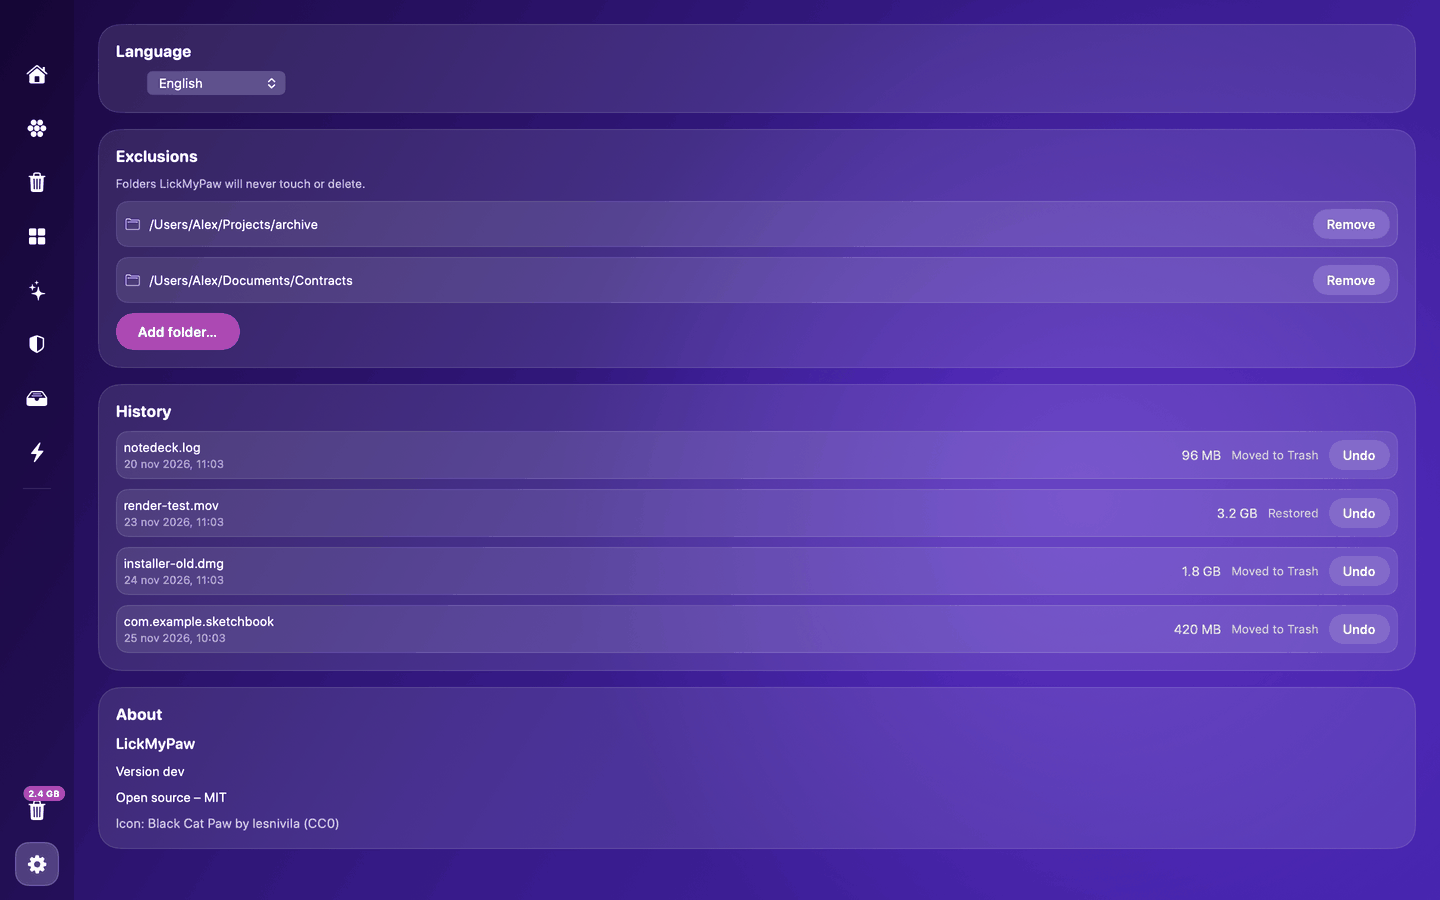 Language
English
Exclusions
Folders LickMyPaw will never touch or delete.
/Users/Alex/Projects/archive
Remove
/Users/Alex/Documents/Contracts
Remove
Add folder...
History
notedeck.log
20 nov 2026, 11:03
96 MB Moved to Trash Undo
render-test.mov
23 nov 2026, 11:03
3.2 GB Restored Undo
installer-old.dmg
24 nov 2026, 11:03
1.8 GB Moved to Trash Undo
com.example.sketchbook
25 nov 2026, 10:03
420 MB Moved to Trash Undo
About
LickMyPaw
Version dev
Open source – MIT
Icon: Black Cat Paw by lesnivila (CC0)
2.4 GB